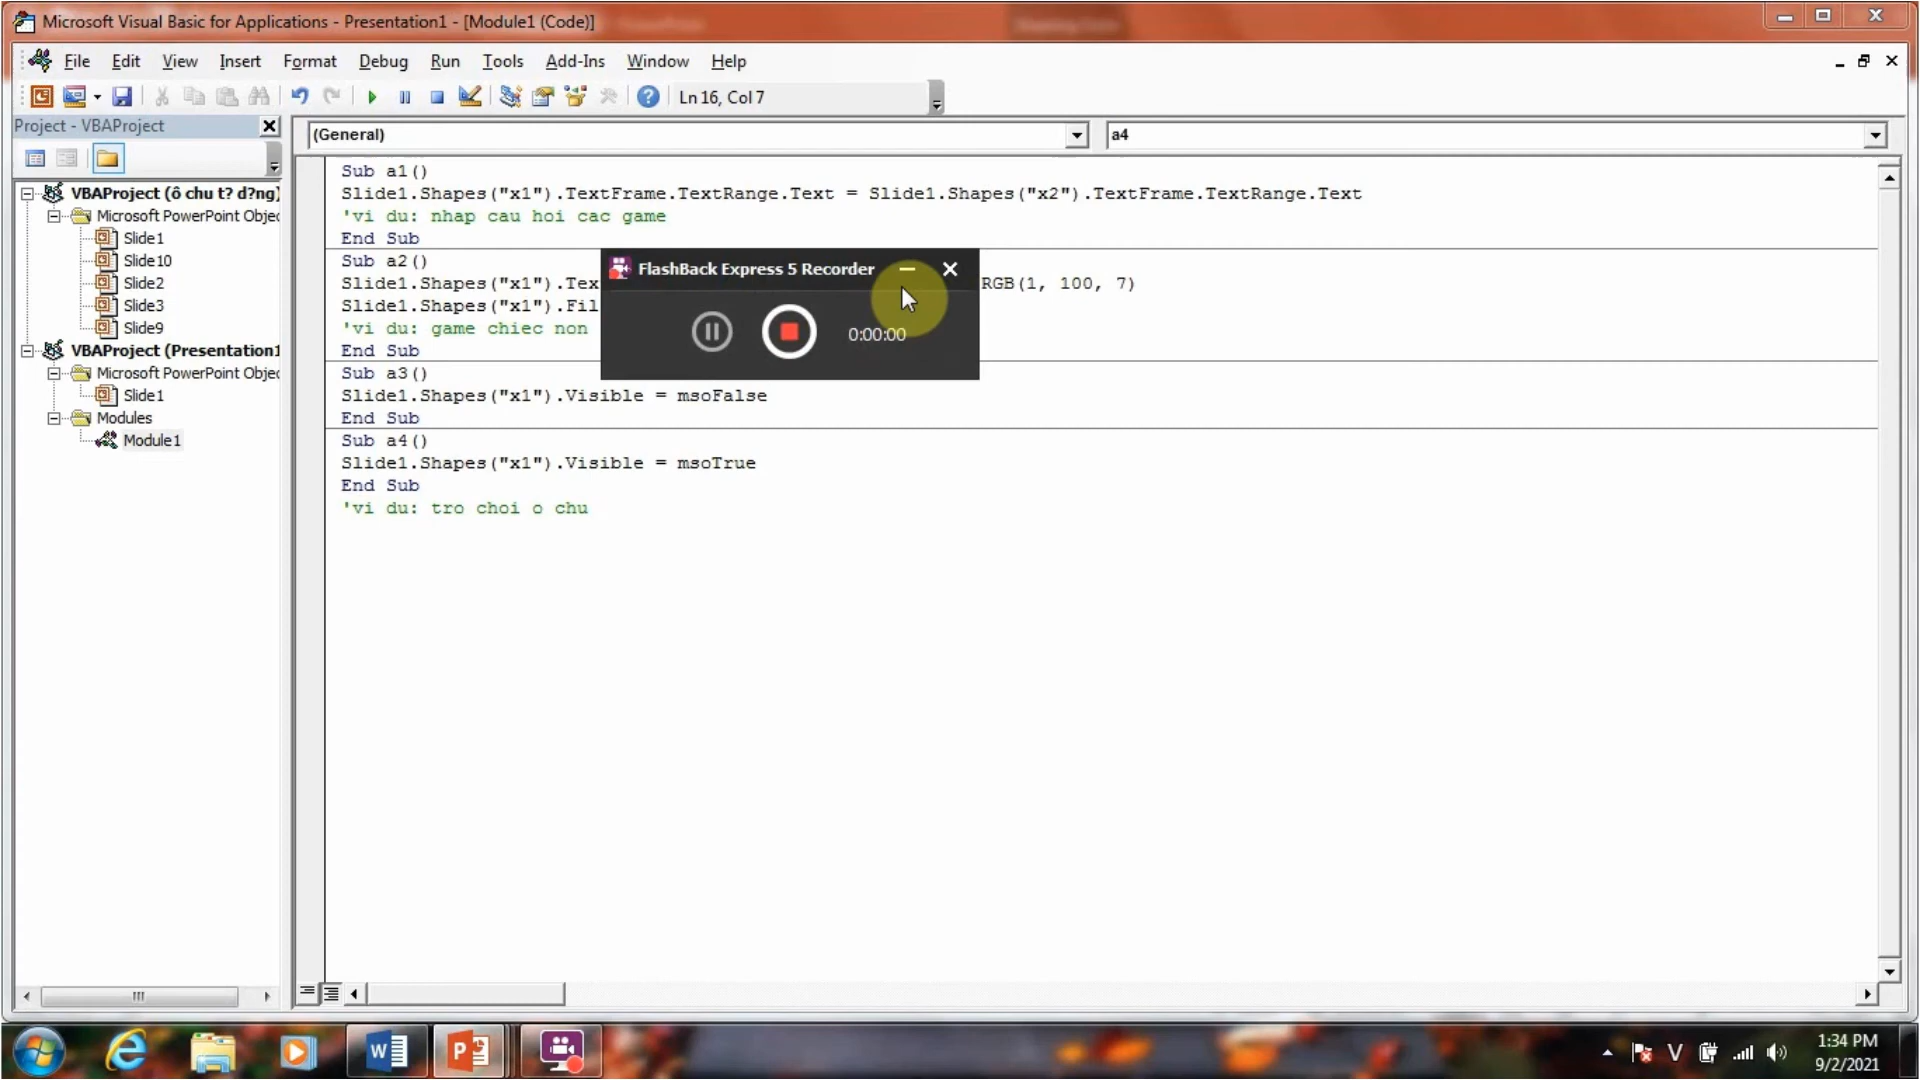 Microsoft Visual Basic for Applications - Presentation1 - [Module1 (Code)]
File Edit View Insert Format Debug Run Tools Add-Ins Window Help
Ln 16, Col 7
Project - VBAProject
(General)
a4
VBAProject (ô chu t? d?ng)
Microsoft PowerPoint Objec
Slide1
Slide10
Slide2
Slide3
Slide9
VBAProject (Presentation1
Microsoft PowerPoint Objec
Slide1
Modules
Module1
Sub a1()
Slide1.Shapes("x1").TextFrame.TextRange.Text = Slide1.Shapes("x2").TextFrame.TextRange.Text
'vi du: nhap cau hoi cac game
End Sub
Sub a2()
Slide1.Shapes("x1").Tex RGB(1, 100, 7)
Slide1.Shapes("x1").Fil
'vi du: game chiec non
End Sub
Sub a3()
Slide1.Shapes("x1").Visible = msoFalse
End Sub
Sub a4()
Slide1.Shapes("x1").Visible = msoTrue
End Sub
'vi du: tro choi o chu
FlashBack Express 5 Recorder
0:00:00
V
1:34 PM
9/2/2021